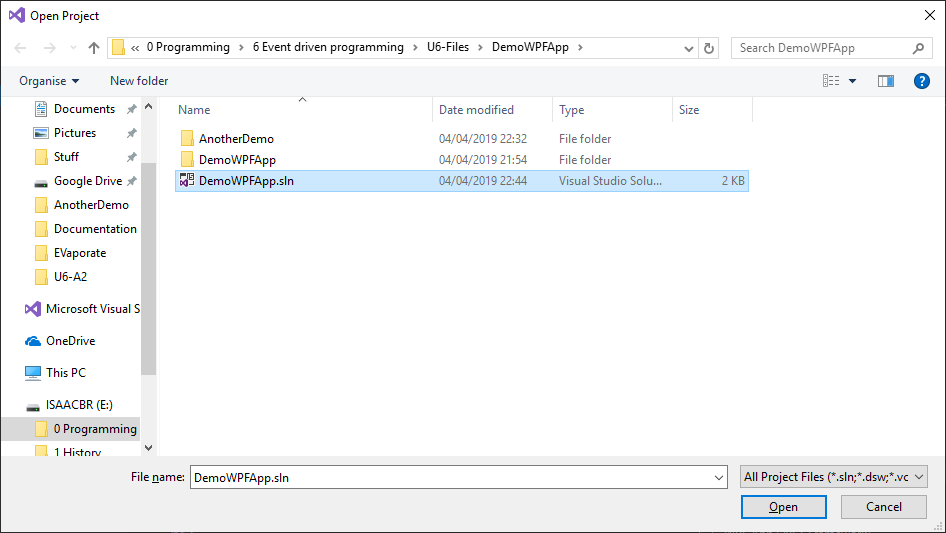 Open Project
« 0 Programming > 6 Event driven programming > U6-Files > DemoWPFApp >
Search DemoWPFApp
Organise New folder
Name Date modified Type Size
Documents
Pictures
Stuff
Google Drive
AnotherDemo
Documentation
EVaporate
U6-A2
Microsoft Visual S
OneDrive
This PC
ISAACBR (E:)
0 Programming
1 History
AnotherDemo 04/04/2019 22:32 File folder
DemoWPFApp 04/04/2019 21:54 File folder
DemoWPFApp.sln 04/04/2019 22:44 Visual Studio Solu... 2 KB
File name: DemoWPFApp.sln
All Project Files (*.sln;*.dsw;*.vc
Open Cancel